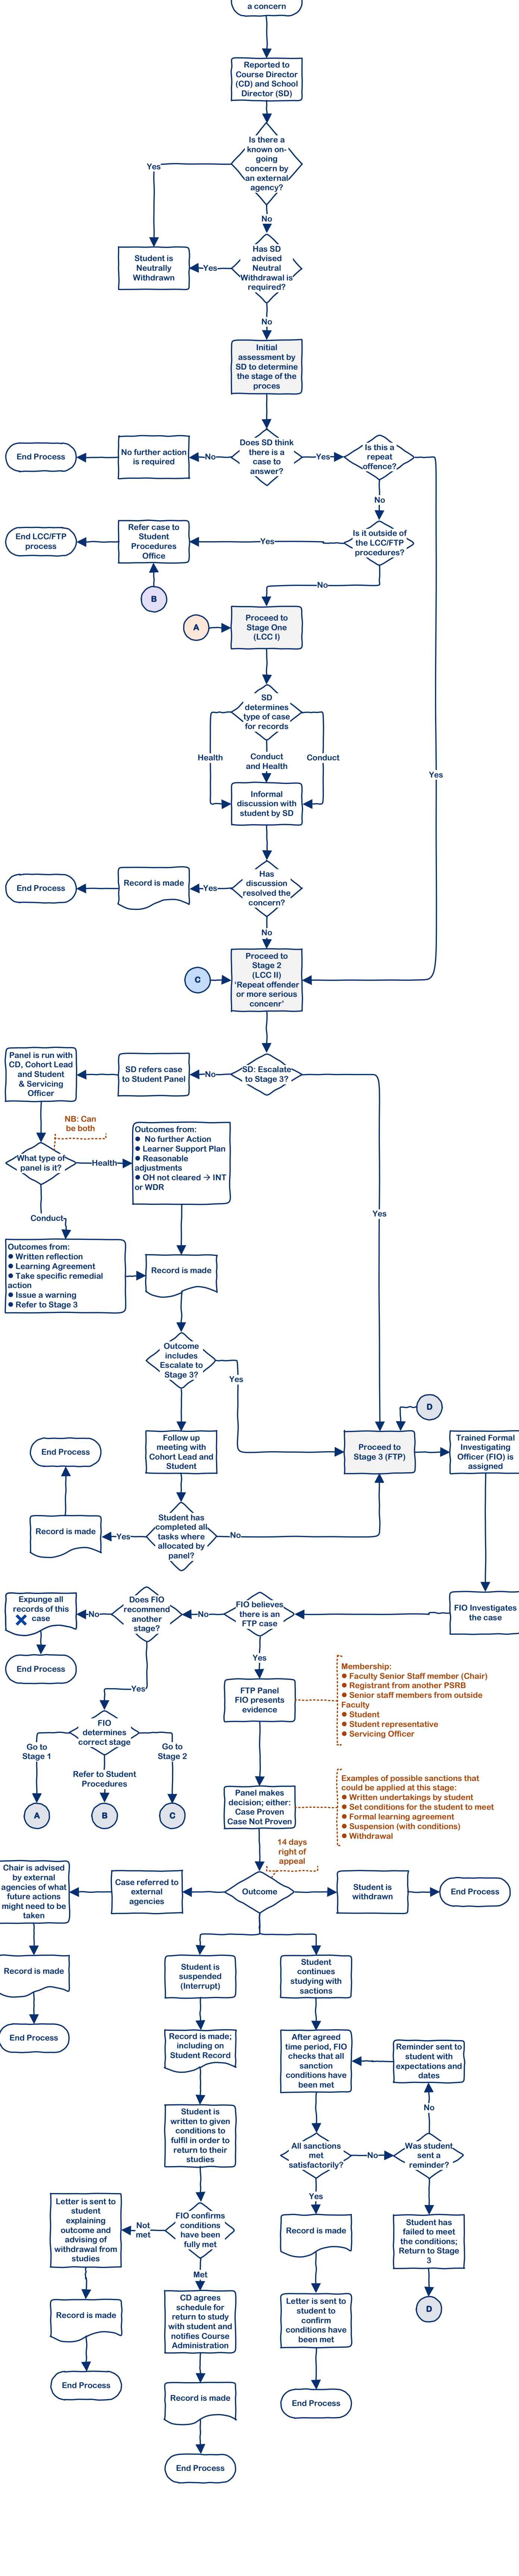 a concern
Reported to
Course Director
(CD) and School
Director (SD)
Is there a
known on-
going
concern by
an external
agency?
Yes
No
Student is
Neutrally
Withdrawn
Yes
Has SD
advised
Neutral
Withdrawal is
required?
No
Initial
assessment by
SD to determine
the stage of the
proces
End Process
No further action
is required
No
Does SD think
there is a
case to
answer?
Yes
Is this a
repeat
offence?
No
End LCC/FTP
process
Refer case to
Student
Procedures
Office
Yes
Is it outside of
the LCC/FTP
procedures?
No
B
A
Proceed to
Stage One
(LCC I)
SD
determines
type of case
for records
Health
Conduct
and Health
Conduct
Yes
Informal
discussion with
student by SD
End Process
Record is made
Yes
Has
discussion
resolved the
concern?
No
C
Proceed to
Stage 2
(LCC II)
‘Repeat offender
or more serious
concenr’
Panel is run with
CD, Cohort Lead
and Student
& Servicing
Officer
SD refers case
to Student Panel
No
SD: Escalate
to Stage 3?
NB: Can
be both
What type of
panel is it?
Health
Outcomes from:
● No further Action
● Learner Support Plan
● Reasonable
adjustments
● OH not cleared → INT
or WDR
Yes
Conduct
Outcomes from:
● Written reflection
● Learning Agreement
● Take specific remedial
action
● Issue a warning
● Refer to Stage 3
Record is made
Outcome
includes
Escalate to
Stage 3?
Yes
D
End Process
Follow up
meeting with
Cohort Lead and
Student
Proceed to
Stage 3 (FTP)
Trained Formal
Investigating
Officer (FIO) is
assigned
Record is made
Yes
Student has
completed all
tasks where
allocated by
panel?
No
Expunge all
records of this
case
No
Does FIO
recommend
another
stage?
No
FIO believes
there is an
FTP case
FIO Investigates
the case
End Process
Yes
Yes
FTP Panel
FIO presents
evidence
Membership:
● Faculty Senior Staff member (Chair)
● Registrant from another PSRB
● Senior staff members from outside
Faculty
● Student
● Student representative
● Servicing Officer
FIO
determines
correct stage
Go to
Stage 1
Refer to Student
Procedures
Go to
Stage 2
A
B
C
Panel makes
decision; either:
Case Proven
Case Not Proven
Examples of possible sanctions that
could be applied at this stage:
● Written undertakings by student
● Set conditions for the student to meet
● Formal learning agreement
● Suspension (with conditions)
● Withdrawal
14 days
right of
appeal
Chair is advised
by external
agencies of what
future actions
might need to be
taken
Case referred to
external
agencies
Outcome
Student is
withdrawn
End Process
Record is made
End Process
Student is
suspended
(Interrupt)
Student
continues
studying with
sactions
Record is made;
including on
Student Record
After agreed
time period, FIO
checks that all
sanction
conditions have
been met
Reminder sent to
student with
expectations and
dates
No
Student is
written to given
conditions to
fulfil in order to
return to their
studies
All sanctions
met
satisfactorily?
No
Was student
sent a
reminder?
Yes
Letter is sent to
student
explaining
outcome and
advising of
withdrawal from
studies
Not
met
FIO confirms
conditions
have been
fully met
Met
Record is made
Student has
failed to meet
the conditions;
Return to Stage
3
D
Record is made
CD agrees
schedule for
return to study
with student and
notifies Course
Administration
Letter is sent to
student to
confirm
conditions have
been met
End Process
Record is made
End Process
End Process